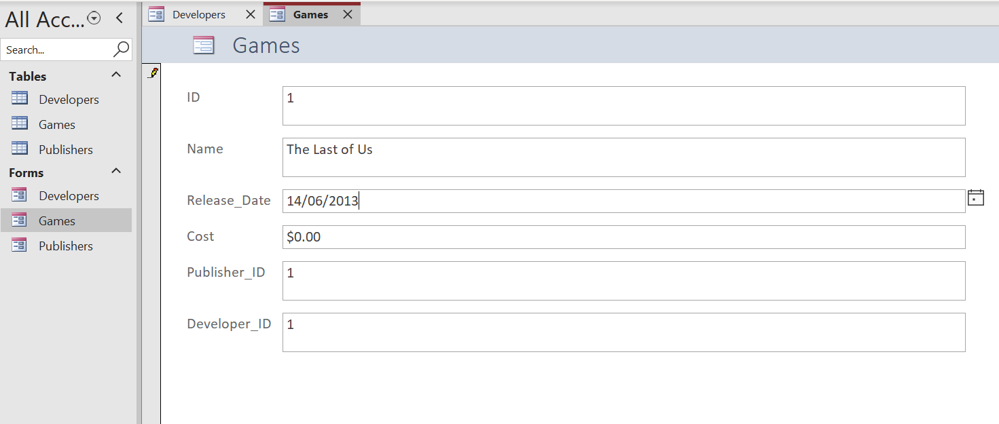 All Acc...
Search...
Tables
Developers
Games
Publishers
Forms
Developers
Games
Publishers
Developers
Games
Games
ID 1
Name The Last of Us
Release_Date 14/06/2013
Cost $0.00
Publisher_ID 1
Developer_ID 1